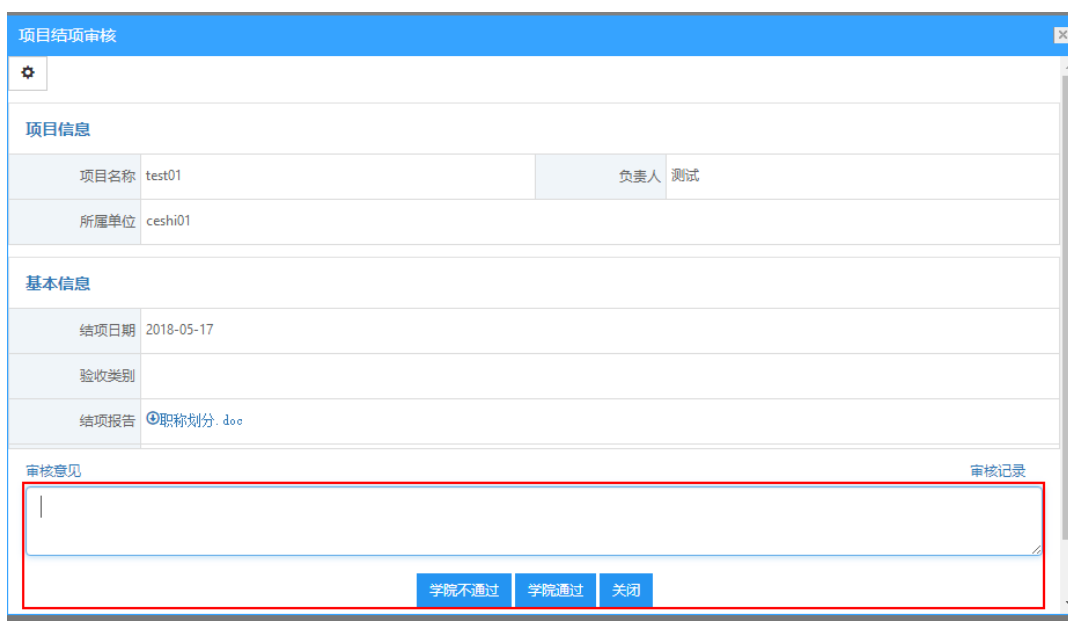 项目结项审核
项目信息
项目名称 test01 负责人 测试
所属单位 ceshi01
基本信息
结项日期 2018-05-17
验收类别
结项报告 职称划分.doc
审核意见 审核记录
学院不通过 学院通过 关闭